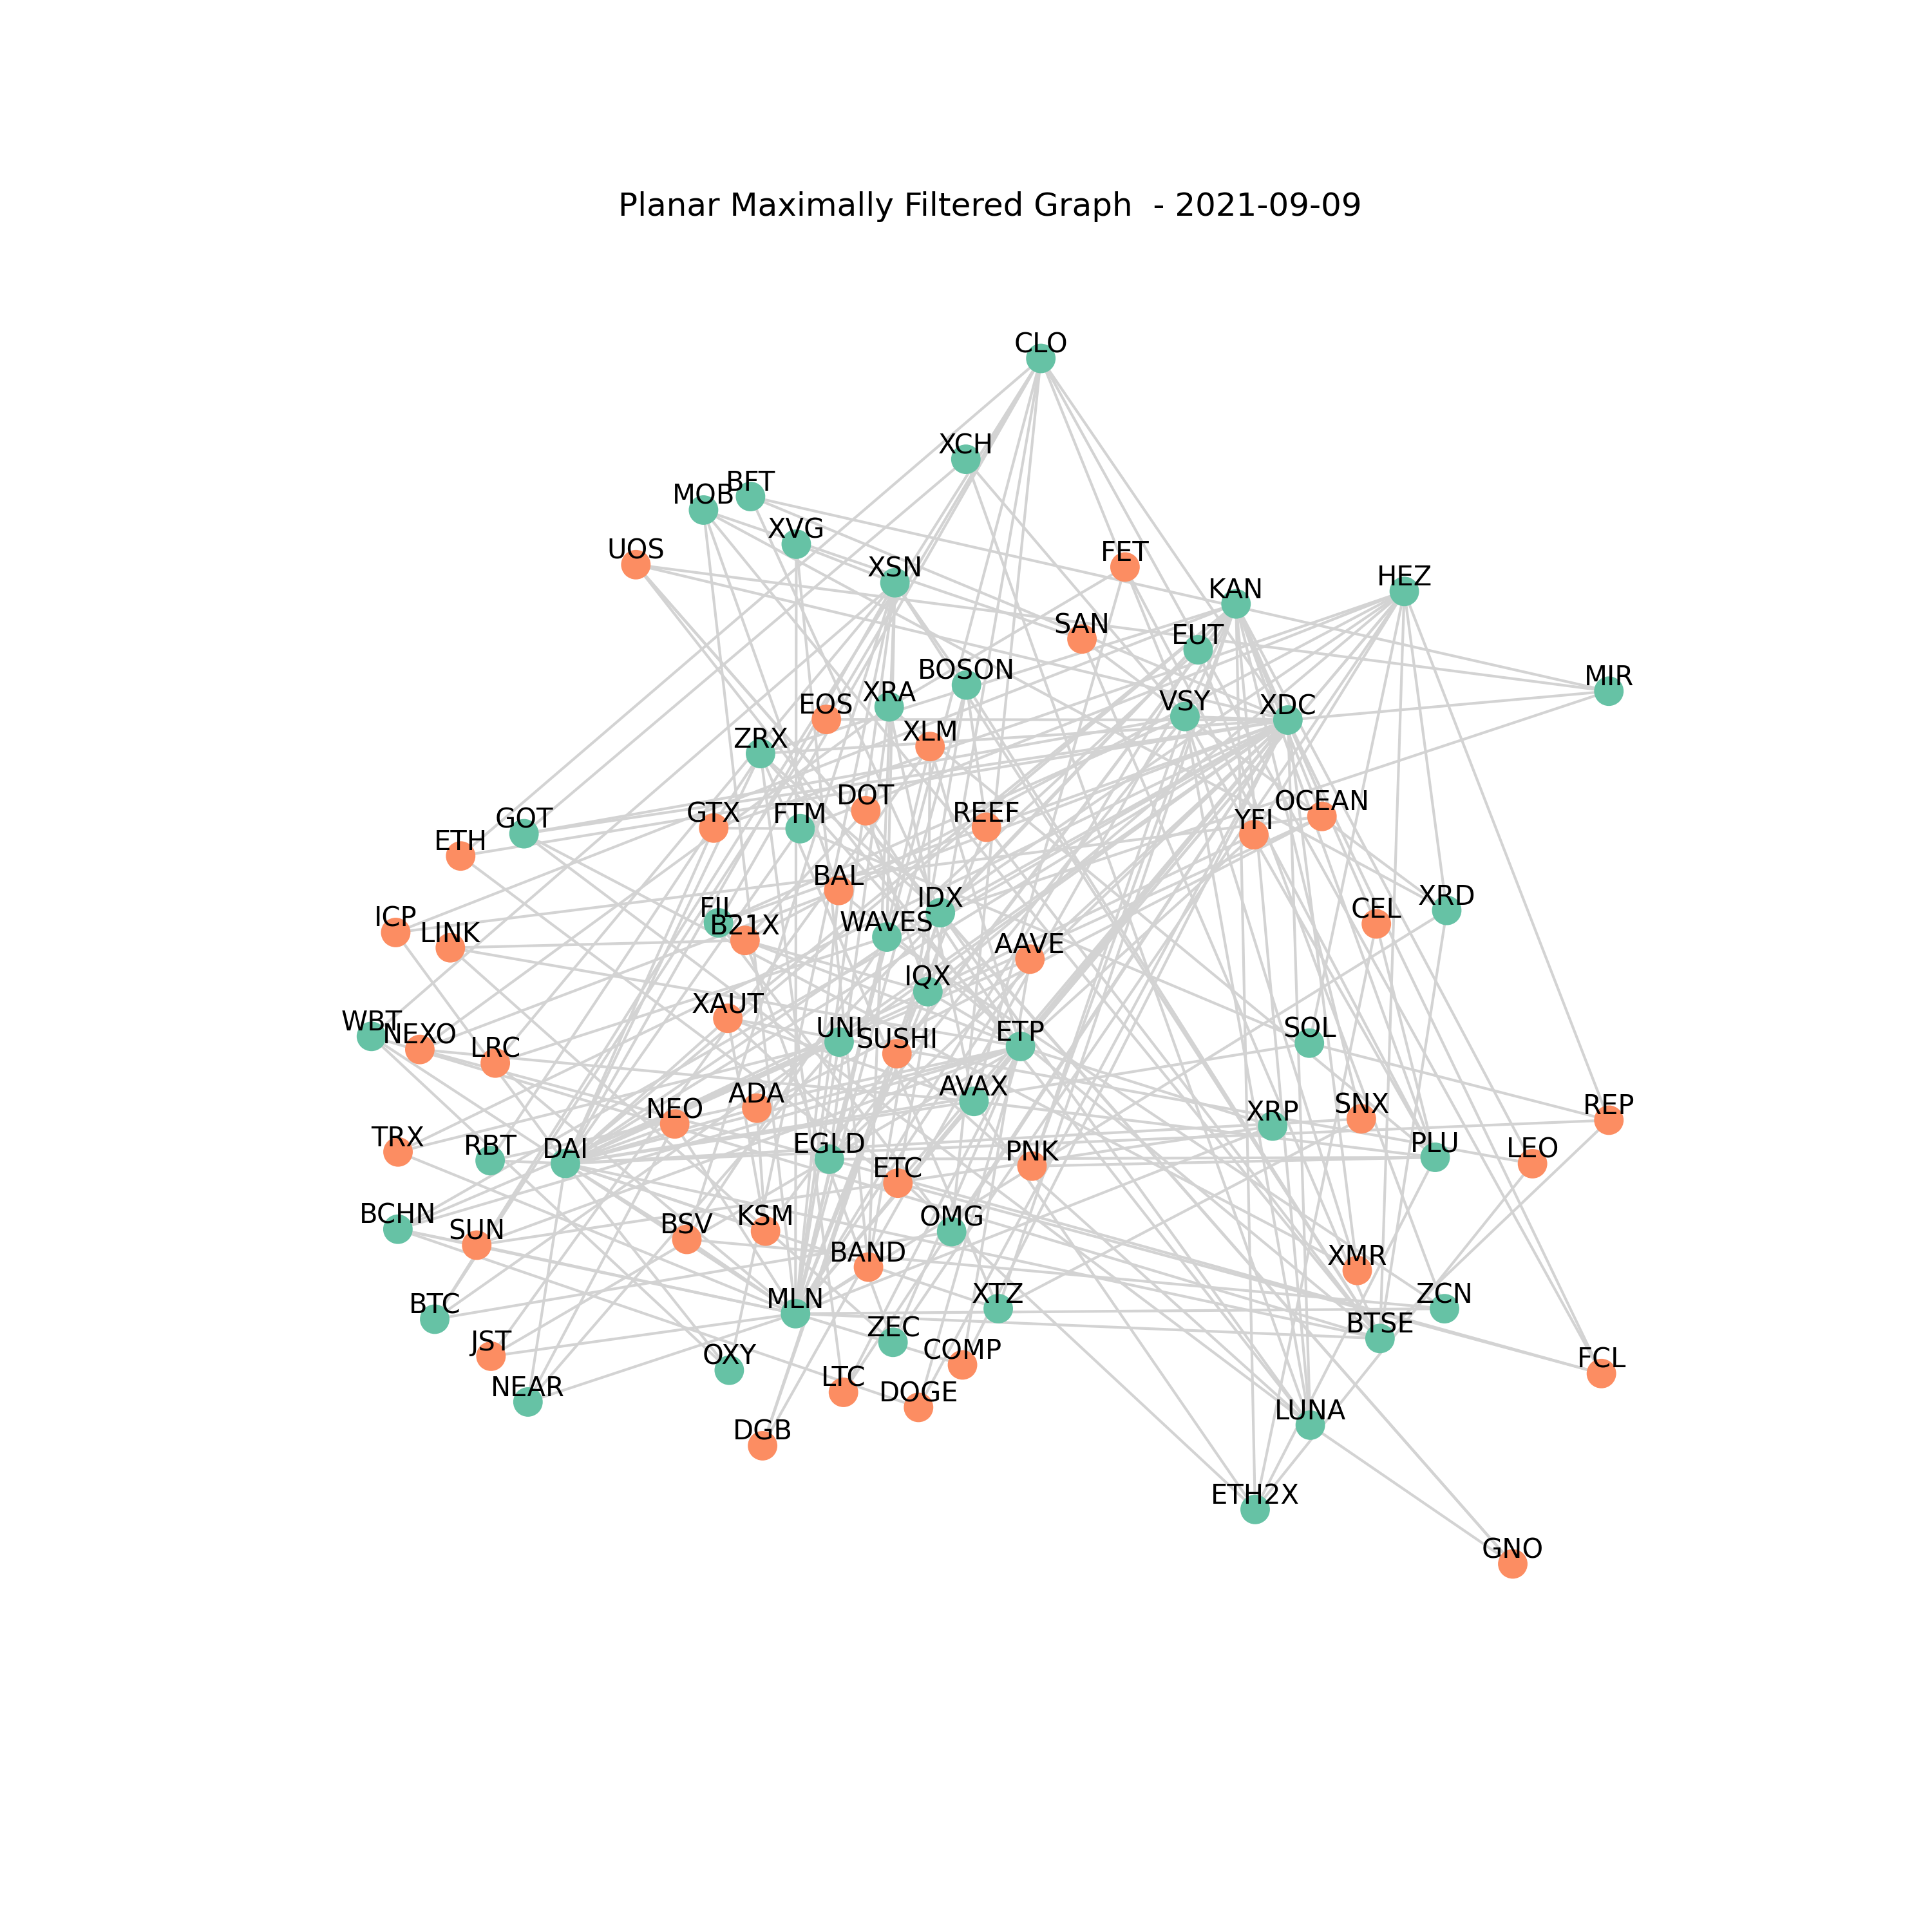 Planar Maximally Filtered Graph - 2021-09-09
CLO
XCH
BFT
MOB
XVG
UOS
FET
XSN
HEZ
KAN
SAN
EUT
BOSON
MIR
XRA
EOS
VSY
XDC
XLM
ZRX
DOT
OCEAN
GTX
FTM
REEF
YFI
GOT
ETH
BAL
IDX
XRD
CEL
FIL
ICP
B21X
WAVES
LINK
AAVE
IQX
XAUT
WBT
UNI
ETP
SOL
NEXO
SUSHI
LRC
AVAX
ADA
SNX
REP
NEO
XRP
TRX
RBT
DAI
EGLD
PNK
PLU
LEO
ETC
BCHN
KSM
OMG
SUN
BSV
BAND
XMR
XTZ
ZCN
MLN
BTC
ZEC
BTSE
JST
OXY
COMP
FCL
LTC
NEAR
DOGE
LUNA
DGB
ETH2X
GNO